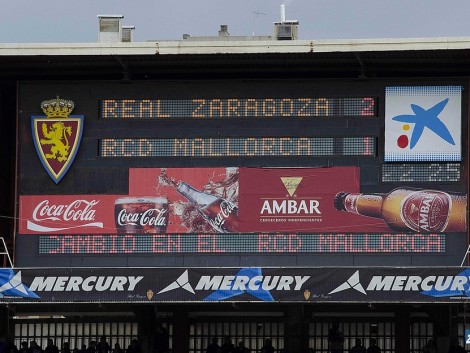 REAL ZARAGOZA 2
RCD MALLORCA 1
Coca-Cola
Coca-Cola
AMBAR
CERVECEROS INDEPENDIENTES
AMBAR
CAMBIO EN EL RCD MALLORCA
MERCURY MERCURY MERCURY MERCURY